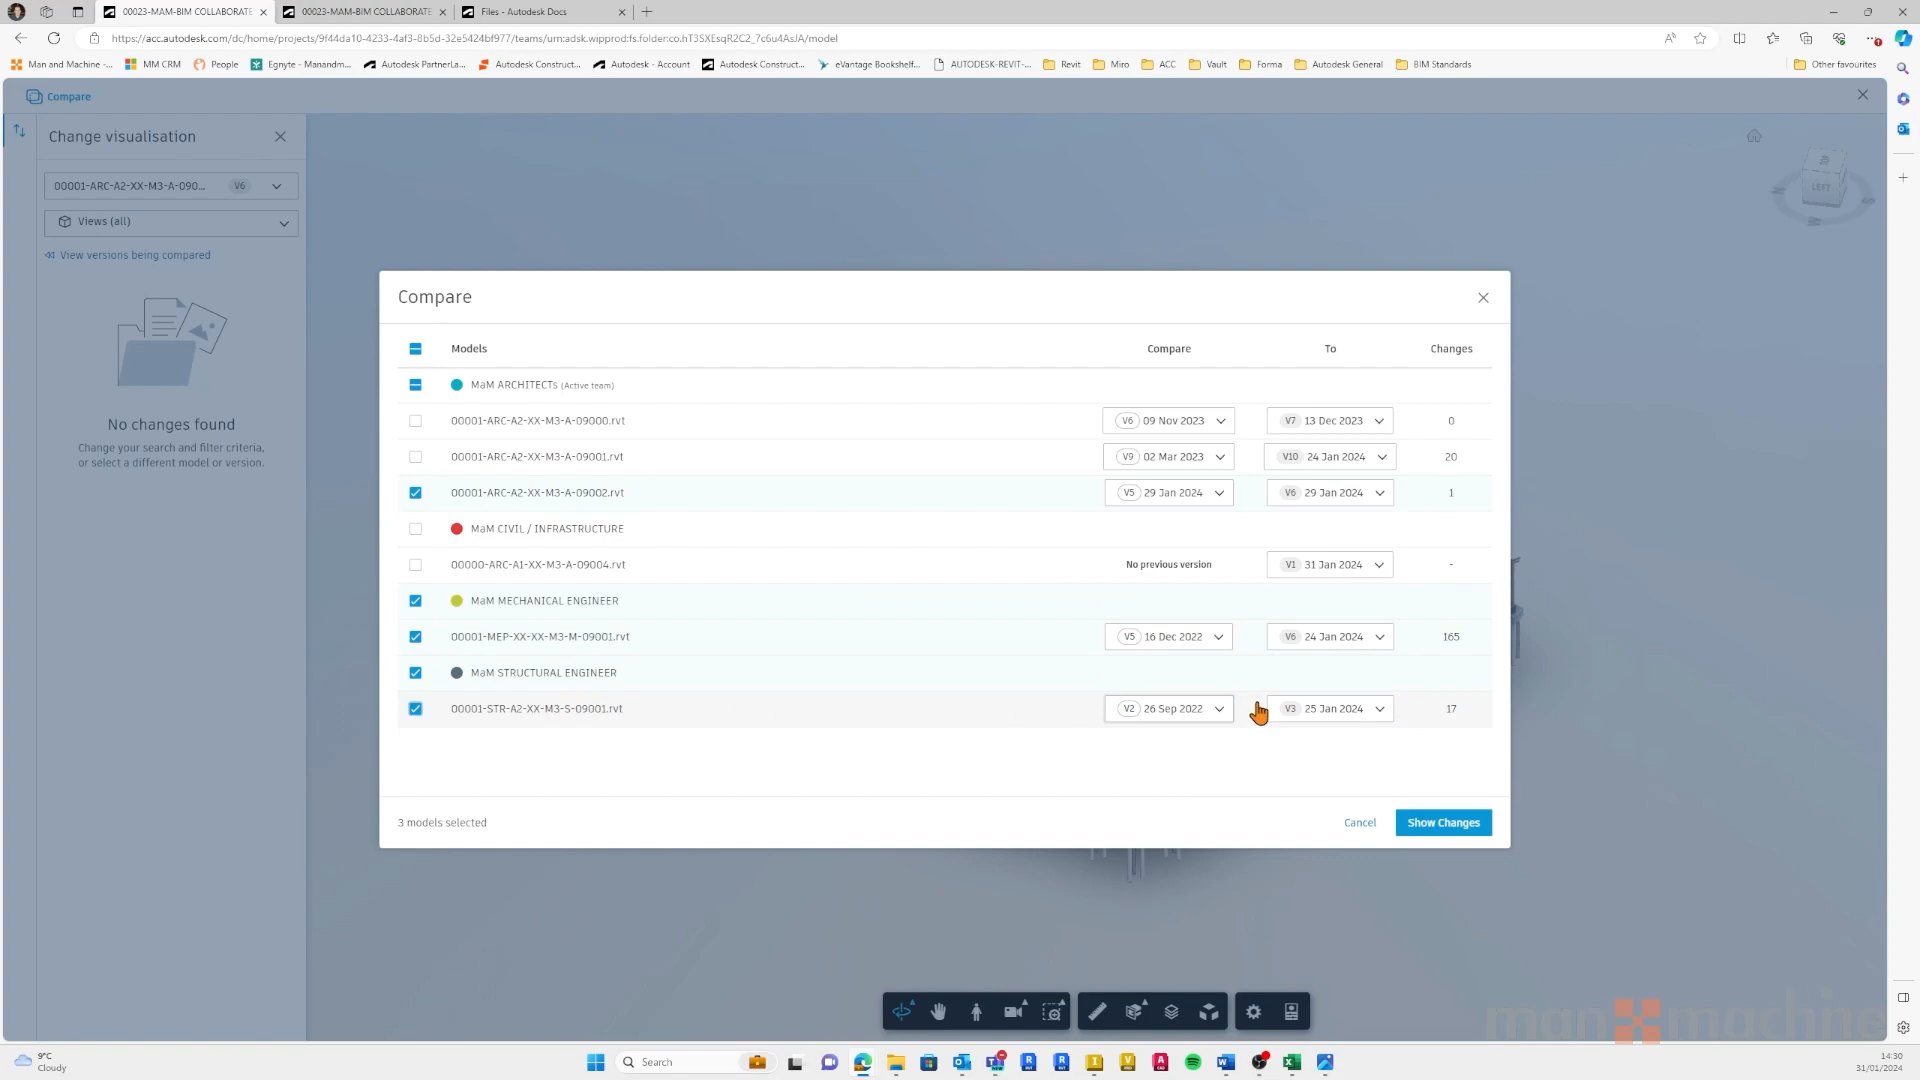 00023-MAM-BIM COLLABORATE
00023-MAM-BIM COLLABORATE
Files - Autodesk Docs
https://acc.autodesk.com/dc/home/projects/9f44da10-4233-4af3-8b5d-32e5424bf977/teams/urn:adsk.wipprod:fs.folder:co.hT3SXEsqR2C2_7c6u4AsJA/model
Man and Machine -...
MM CRM
People
Egnyte - Manandm...
Autodesk PartnerLa...
Autodesk Construct...
Autodesk - Account
Autodesk Construct...
eVantage Bookshelf...
AUTODESK-REVIT-...
Revit
Miro
ACC
Vault
Forma
Autodesk General
BIM Standards
Other favourites
Compare
Change visualisation
00001-ARC-A2-XX-M3-A-090... V6
Views (all)
View versions being compared
No changes found
Change your search and filter criteria,
or select a different model or version.
LEFT
Compare
Models Compare To Changes
MaM ARCHITECTs (Active team)
00001-ARC-A2-XX-M3-A-09000.rvt V6 09 Nov 2023 V7 13 Dec 2023 0
00001-ARC-A2-XX-M3-A-09001.rvt V9 02 Mar 2023 V10 24 Jan 2024 20
00001-ARC-A2-XX-M3-A-09002.rvt V5 29 Jan 2024 V6 29 Jan 2024 1
MaM CIVIL / INFRASTRUCTURE
00000-ARC-A1-XX-M3-A-09004.rvt No previous version V1 31 Jan 2024 -
MaM MECHANICAL ENGINEER
00001-MEP-XX-XX-M3-M-09001.rvt V5 16 Dec 2022 V6 24 Jan 2024 165
MaM STRUCTURAL ENGINEER
00001-STR-A2-XX-M3-S-09001.rvt V2 26 Sep 2022 V3 25 Jan 2024 17
3 models selected
Cancel
Show Changes
man machine
9°C
Cloudy
Search
14:30
31/01/2024